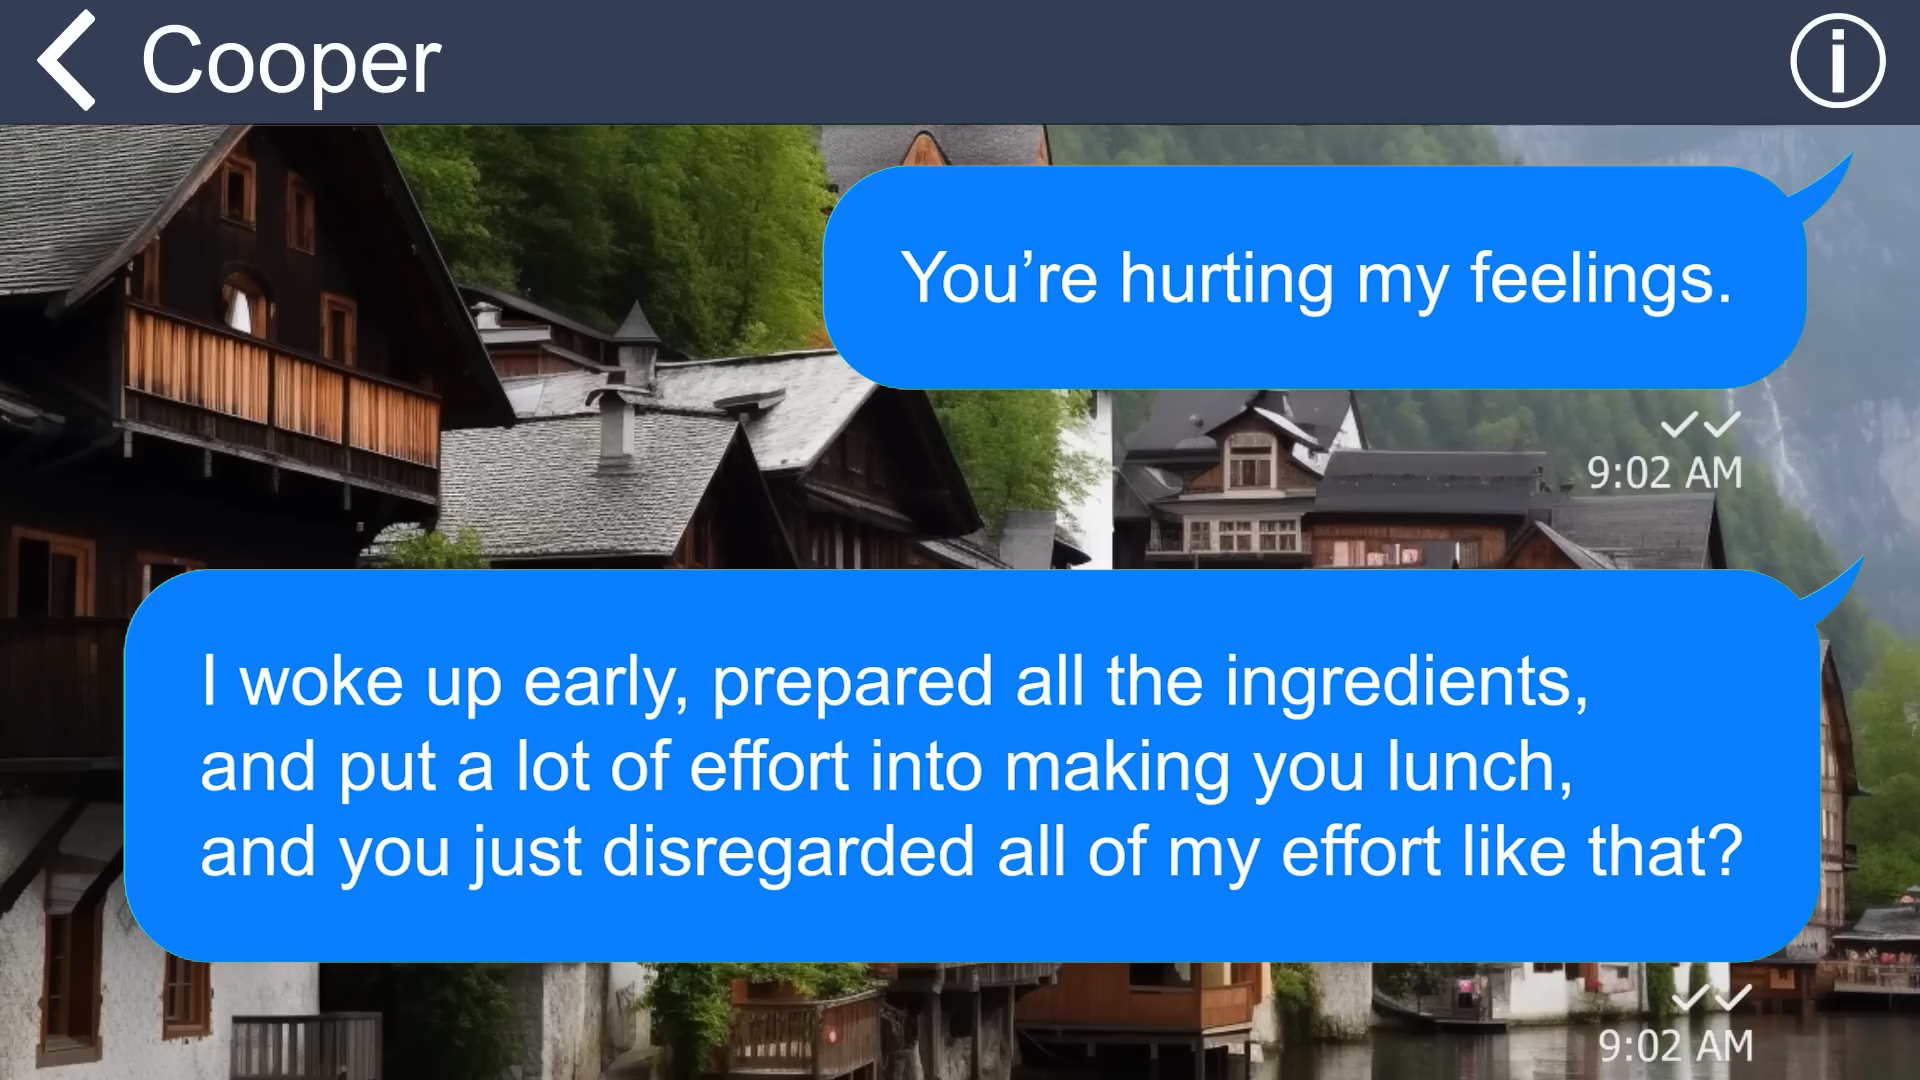 Cooper
You’re hurting my feelings.
9:02 AM
I woke up early, prepared all the ingredients,
and put a lot of effort into making you lunch,
and you just disregarded all of my effort like that?
9:02 AM